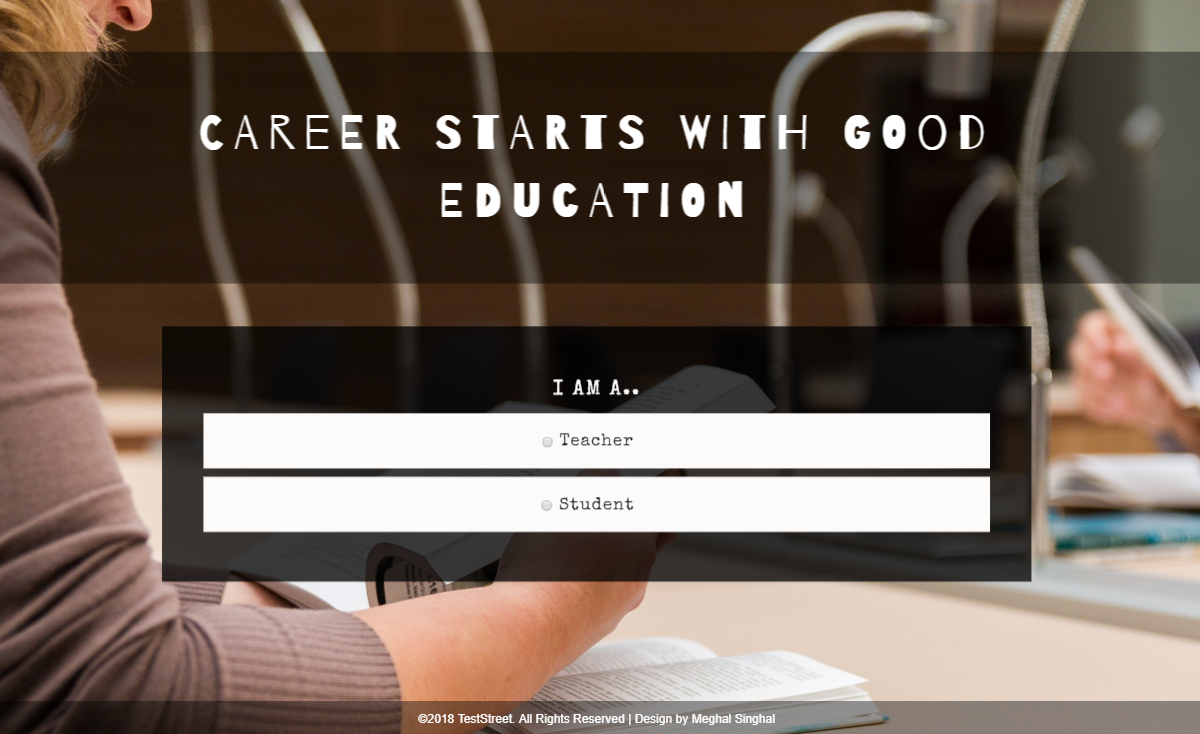 CAREER STARTS WITH GOOD
EDUCATION
I AM A..
Teacher
Student
©2018 TestStreet. All Rights Reserved | Design by Meghal Singhal